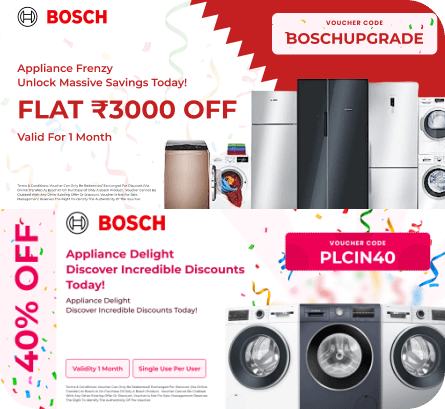 BOSCH
VOUCHER CODE
BOSCHUPGRADE
Appliance Frenzy
Unlock Massive Savings Today!
FLAT ₹3000 OFF
Valid For 1 Month
40% OFF
BOSCH
VOUCHER CODE
PLCIN40
Appliance Delight
Discover Incredible Discounts
Today!
Appliance Delight
Discover Incredible Discounts Today!
Validity 1 Month
Single Use Per User